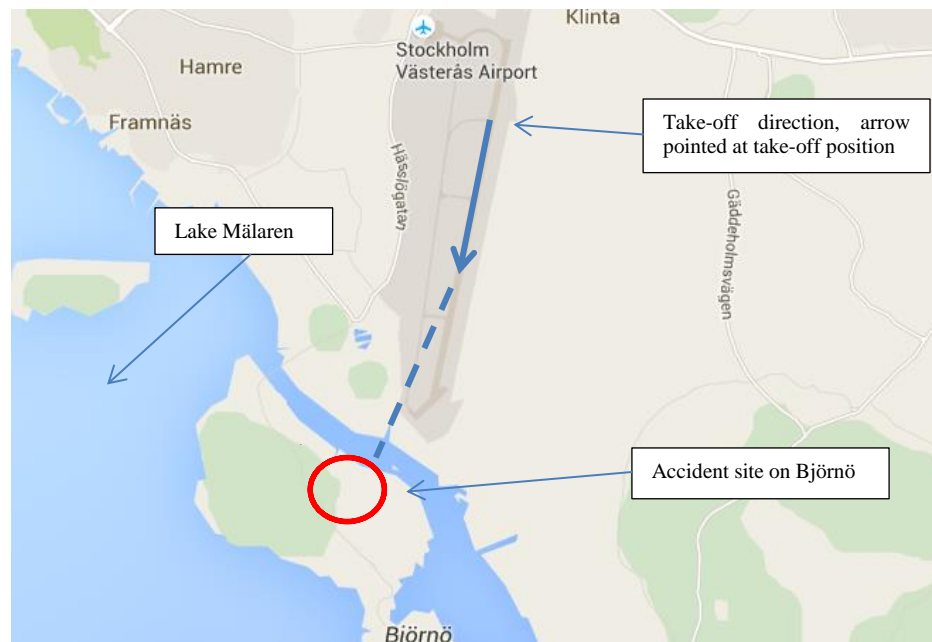 Klinta
Stockholm
Västerås Airport
Hamre
Framnäs
Take-off direction, arrow
pointed at take-off position
Hässlögatan
Lake Mälaren
Gäddeholmsvägen
Accident site on Björnö
Björnö